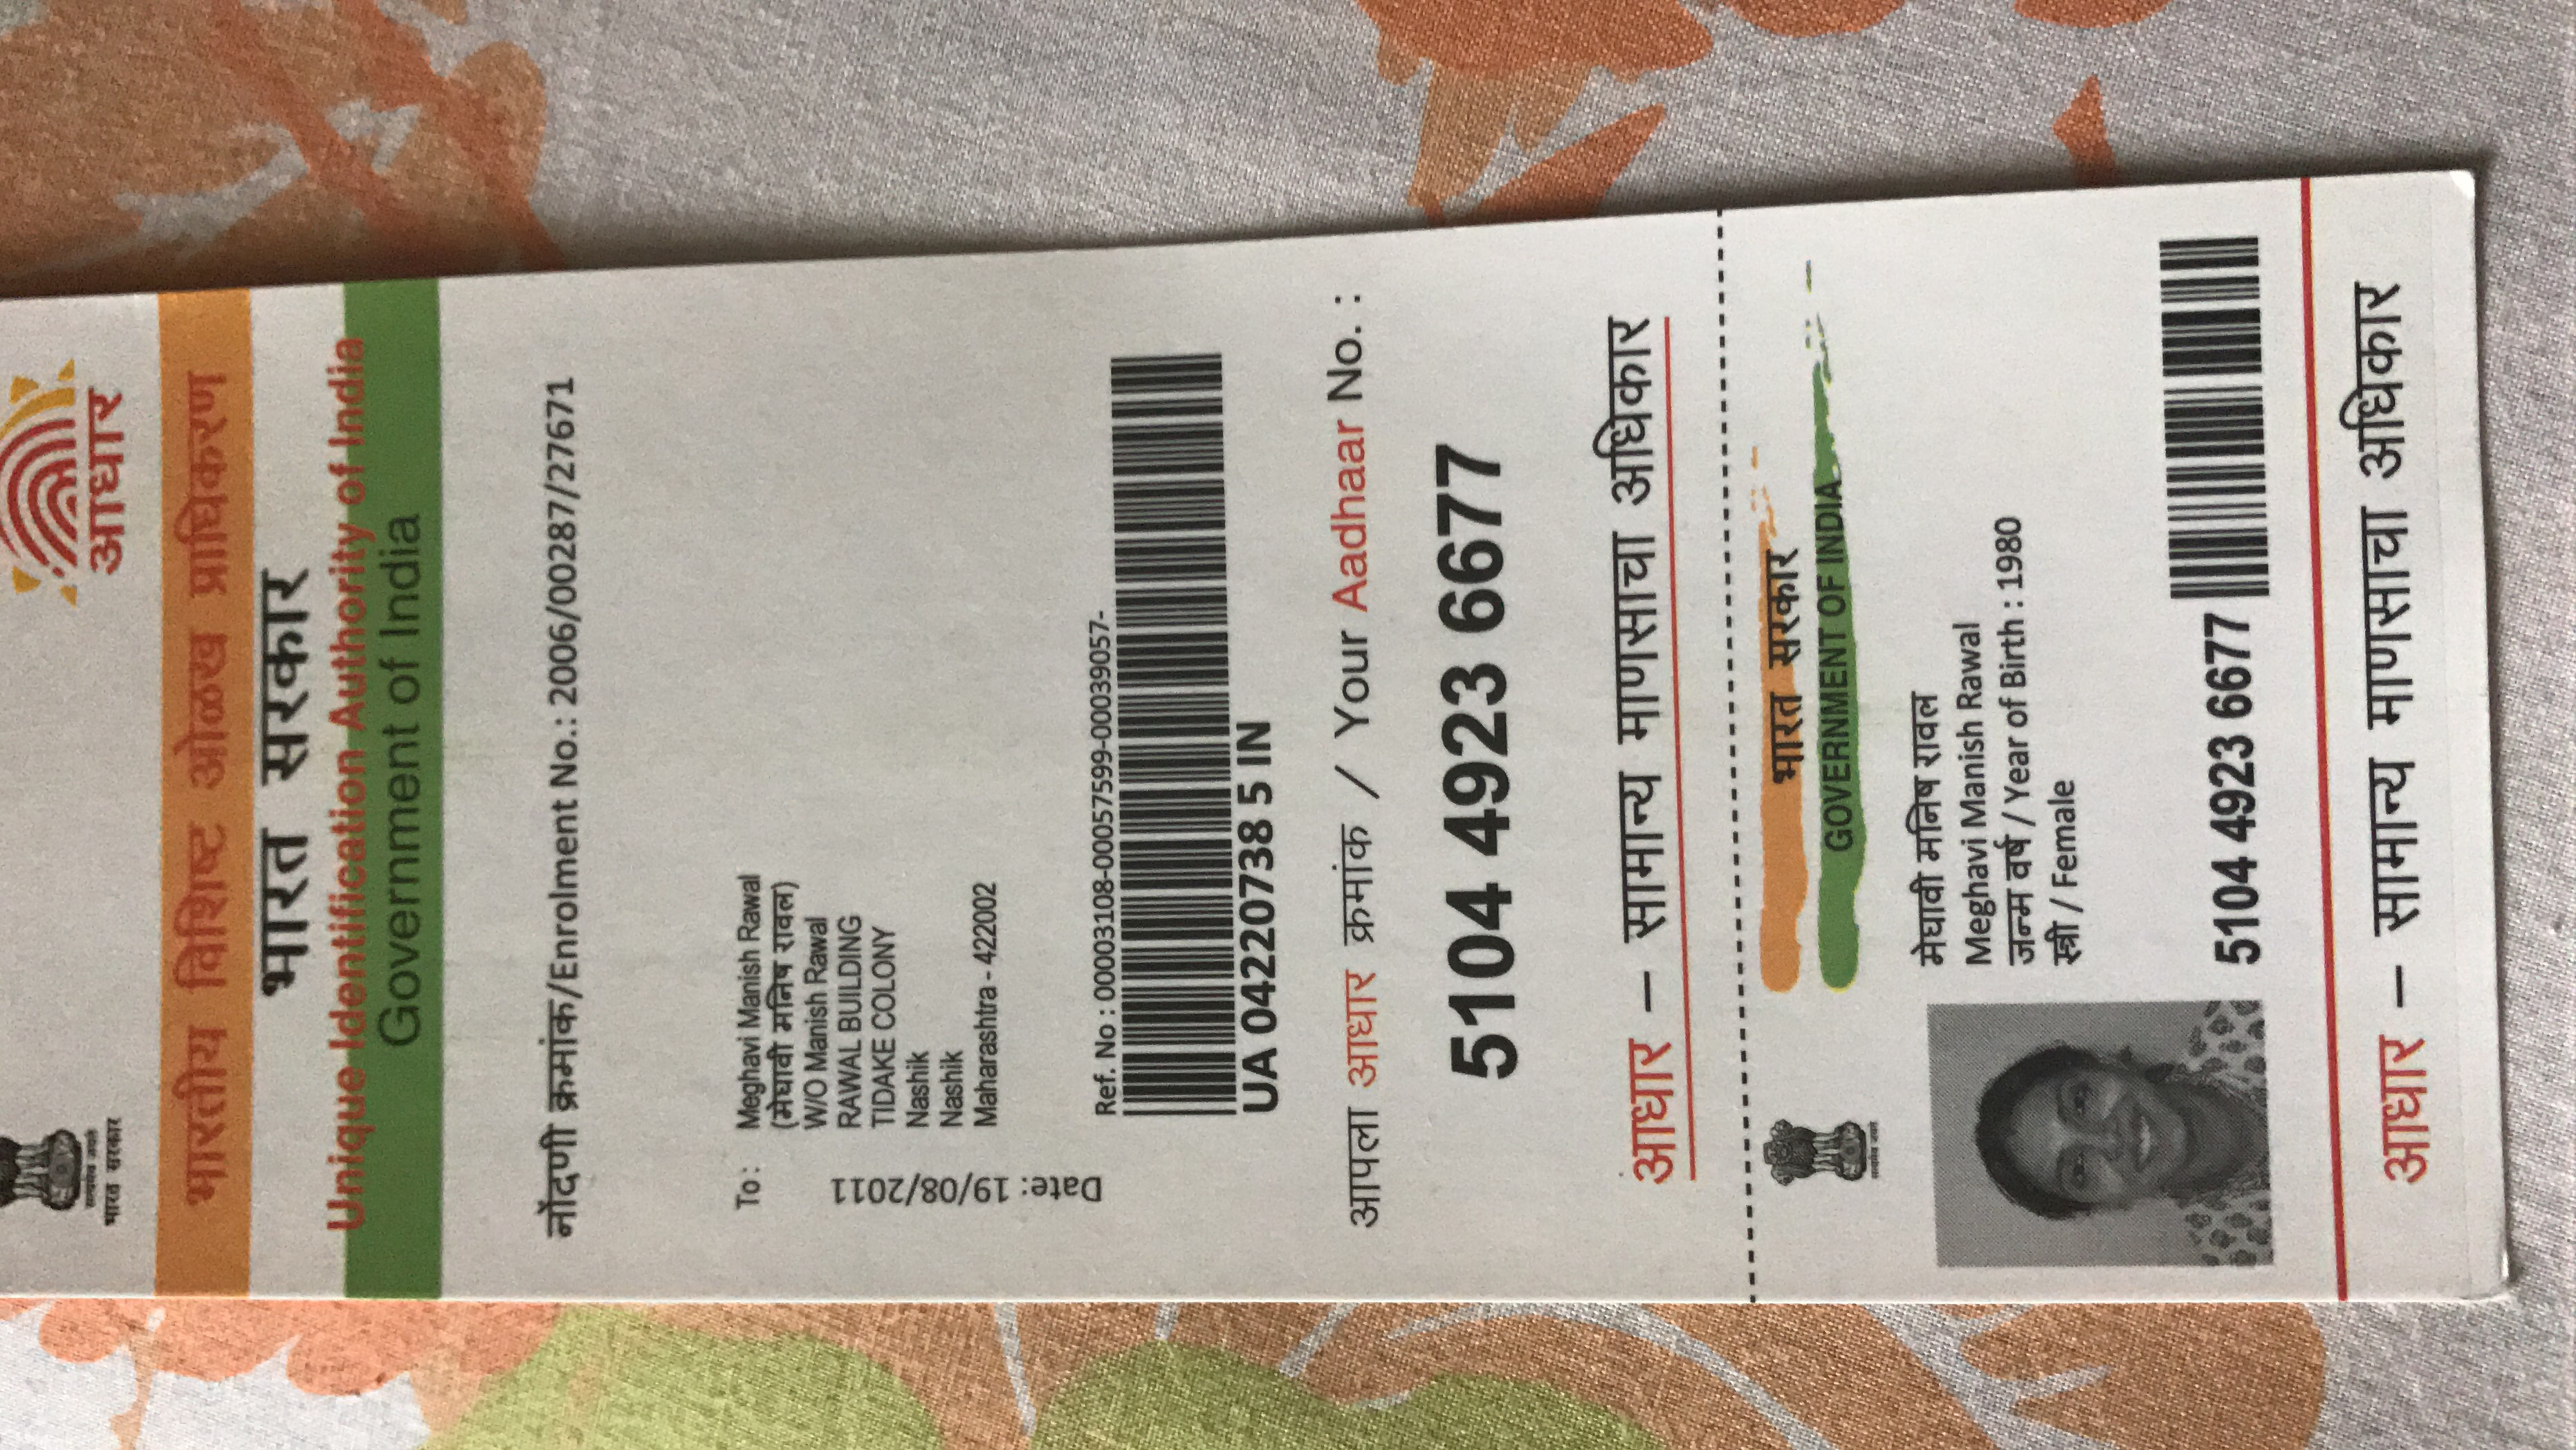 भारत सरकार
आधार
भारतीय विशिष्ट ओळख प्राधिकरण
भारत सरकार
Unique Identification Authority of India
Government of India
नोंदणी क्रमांक/Enrolment No.: 2006/00287/27671
To :
Meghavi Manish Rawal
(मेघावी मनिष रावल)
W/O Manish Rawal
RAWAL BUILDING
TIDAKE COLONY
Nashik
Nashik
Maharashtra - 422002
Date: 19/08/2011
Ref. No : 00003108-00057599-00039057-
UA 04220738 5 IN
आपला आधार क्रमांक / Your Aadhaar No. :
5104 4923 6677
आधार – सामान्य माणसाचा अधिकार
भारत सरकार
GOVERNMENT OF INDIA
मेघावी मनिष रावल
Meghavi Manish Rawal
जन्म वर्ष / Year of Birth : 1980
स्त्री / Female
5104 4923 6677
आधार – सामान्य माणसाचा अधिकार